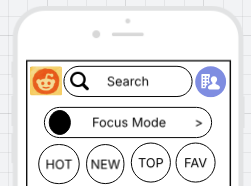 Search
Focus Mode >
HOT NEW TOP FAV